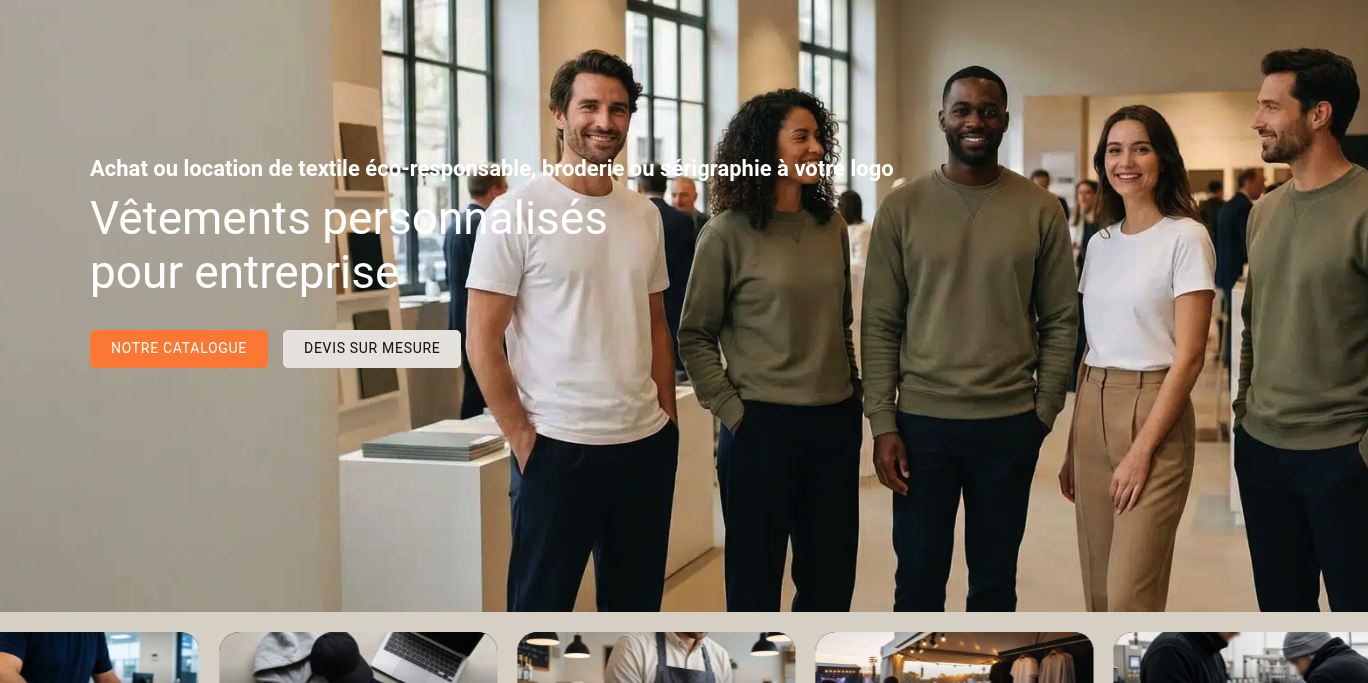 Achat ou location de textile éco-responsable, broderie ou sérigraphie à votre logo
Vêtements personnalisés
pour entreprise
NOTRE CATALOGUE
DEVIS SUR MESURE